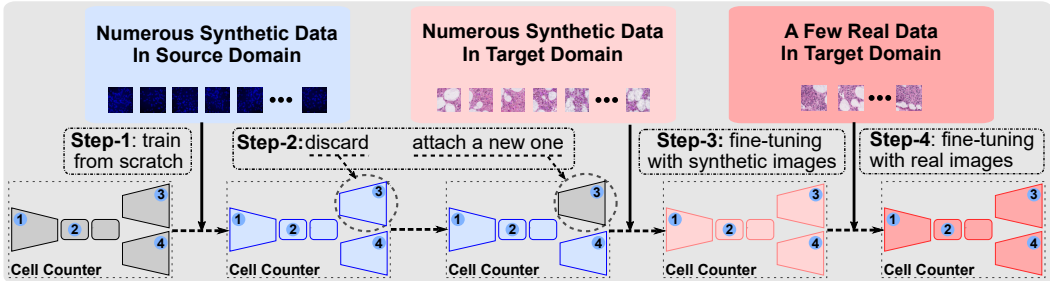 Numerous Synthetic Data
In Source Domain
Numerous Synthetic Data
In Target Domain
A Few Real Data
In Target Domain
Step-1: train
from scratch
Step-2: discard
attach a new one
Step-3: fine-tuning
with synthetic images
Step-4: fine-tuning
with real images
1
2
3
4
Cell Counter
1
2
3
4
Cell Counter
1
2
3
4
Cell Counter
1
2
3
4
Cell Counter
1
2
3
4
Cell Counter